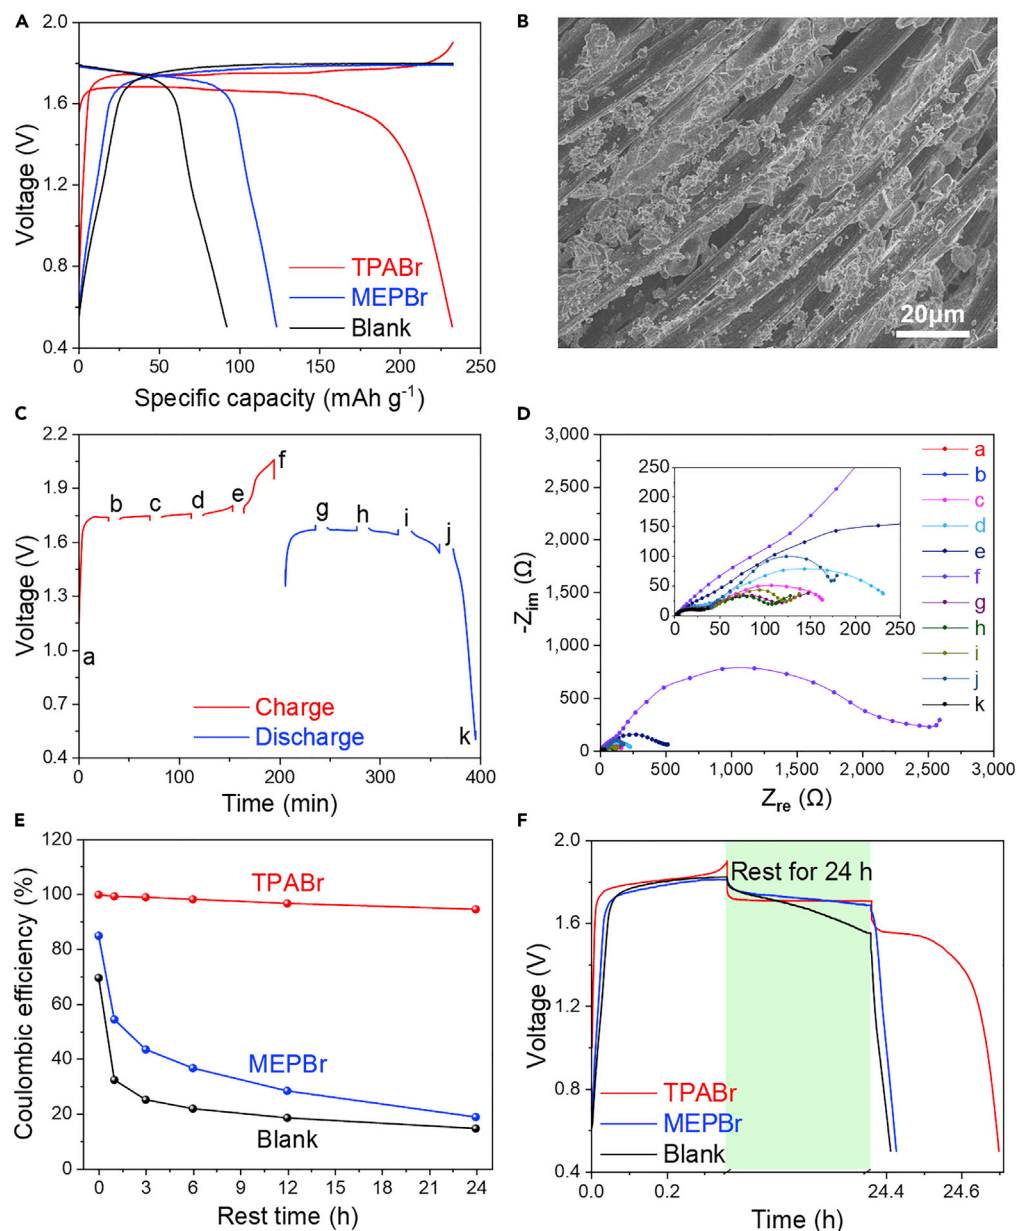 A
2.0
1.6
1.2
0.8
0.4
Voltage (V)
TPABr
MEPBr
Blank
0 50 100 150 200 250
Specific capacity (mAh g⁻¹)
B
20μm
C
2.2
1.9
1.6
1.3
1.0
0.7
0.4
Voltage (V)
a
b
c
d
e
f
g
h
i
j
k
Charge
Discharge
0 100 200 300 400
Time (min)
D
3,000
2,500
2,000
1,500
1,000
500
0
-Zim (Ω)
250
200
150
100
50
0
0 50 100 150 200 250
a
b
c
d
e
f
g
h
i
j
k
0 500 1,000 1,500 2,000 2,500 3,000
Zre (Ω)
E
120
100
80
60
40
20
0
Coulombic efficiency (%)
TPABr
MEPBr
Blank
0 3 6 9 12 15 18 21 24
Rest time (h)
F
2.0
1.6
1.2
0.8
0.4
Voltage (V)
Rest for 24 h
TPABr
MEPBr
Blank
0.0 0.2 24.4 24.6
Time (h)